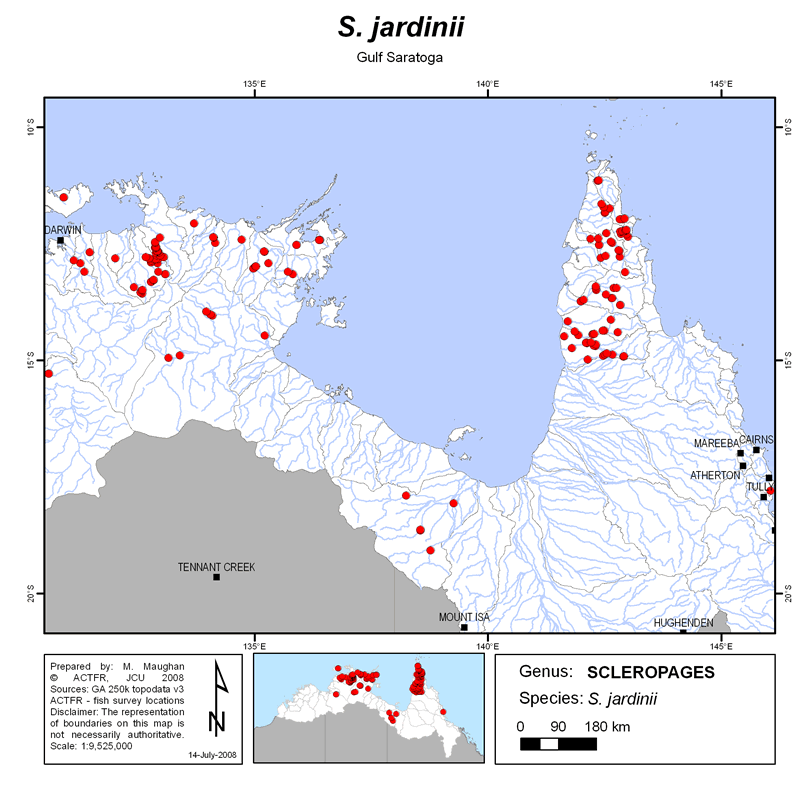 S. jardinii
Gulf Saratoga
135°E
140°E
145°E
10°S
10°S
DARWIN
15°S
15°S
MAREEBA
CAIRNS
ATHERTON
TULLY
TENNANT CREEK
20°S
20°S
MOUNT ISA
HUGHENDEN
135°E
140°E
145°E
Prepared by: M. Maughan
© ACTFR, JCU 2008
Sources: GA 250k topodata v3
ACTFR - fish survey locations
Disclaimer: The representation
of boundaries on this map is
not necessarily authoritative.
Scale: 1:9,525,000
N
14-July-2008
Genus: SCLEROPAGES
Species: S. jardinii
0 90 180 km